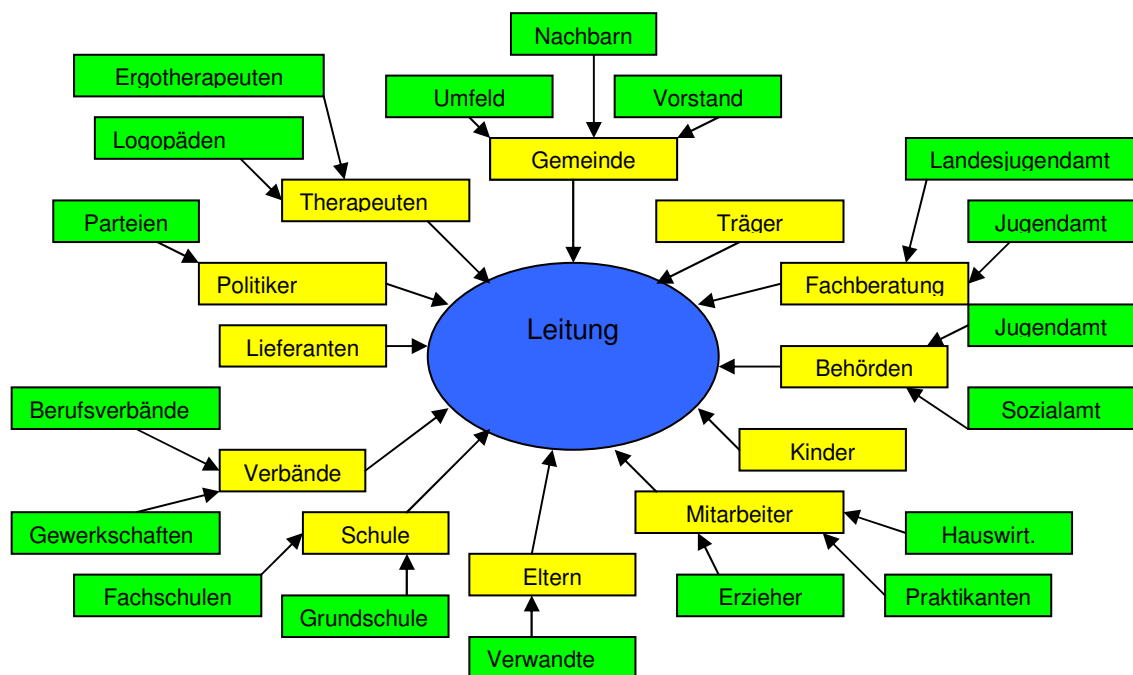 Nachbarn
Ergotherapeuten
Umfeld
Vorstand
Logopäden
Gemeinde
Landesjugendamt
Therapeuten
Parteien
Träger
Jugendamt
Politiker
Fachberatung
Leitung
Jugendamt
Lieferanten
Behörden
Berufsverbände
Sozialamt
Verbände
Kinder
Gewerkschaften
Schule
Mitarbeiter
Hauswirt.
Eltern
Fachschulen
Grundschule
Erzieher
Praktikanten
Verwandte